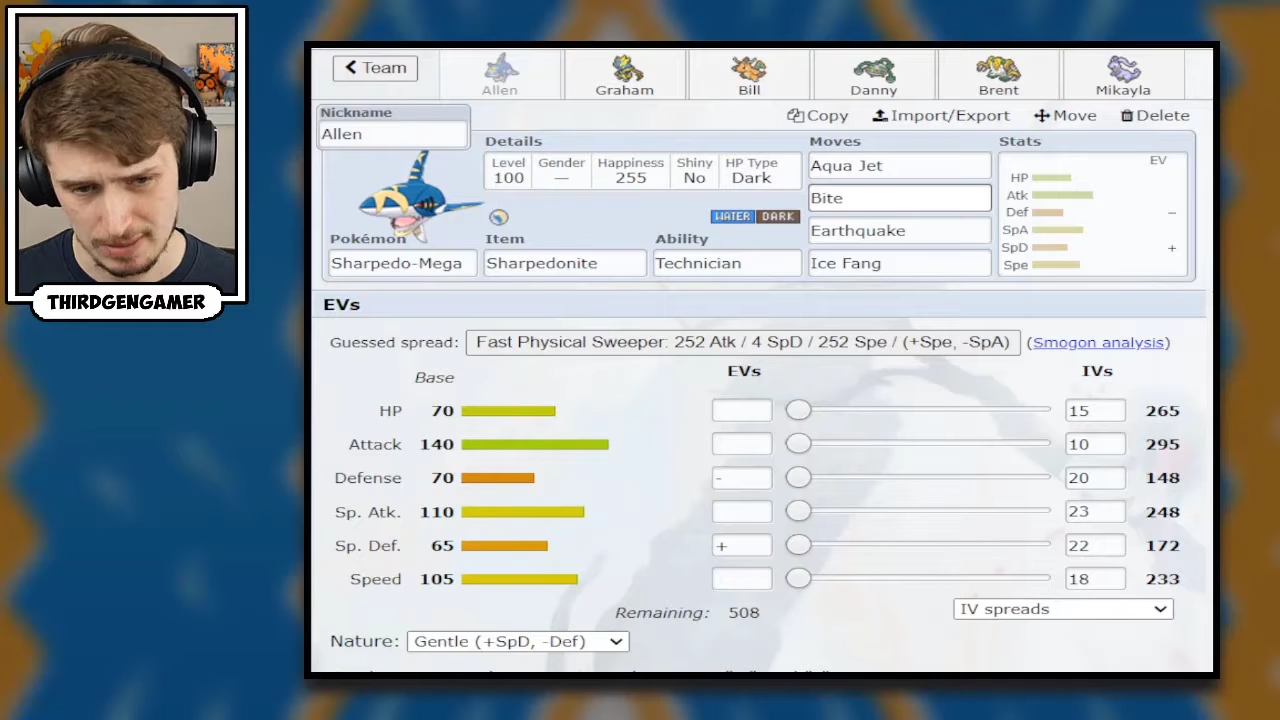 THIRDGENGAMER
Team
Allen
Graham
Bill
Danny
Brent
Mikayla
Copy
Import/Export
Move
Delete
Nickname
Allen
Details
Level
100
Gender
—
Happiness
255
Shiny
No
HP Type
Dark
WATER DARK
Pokémon
Sharpedo-Mega
Item
Sharpedonite
Ability
Technician
Moves
Aqua Jet
Bite
Earthquake
Ice Fang
Stats
EV
HP
Atk
Def −
SpA
SpD +
Spe
EVs
Guessed spread: Fast Physical Sweeper: 252 Atk / 4 SpD / 252 Spe / (+Spe, -SpA) (Smogon analysis)
Base EVs IVs
HP 70 15 265
Attack 140 10 295
Defense 70 - 20 148
Sp. Atk. 110 23 248
Sp. Def. 65 + 22 172
Speed 105 18 233
Remaining: 508
IV spreads
Nature: Gentle (+SpD, -Def)